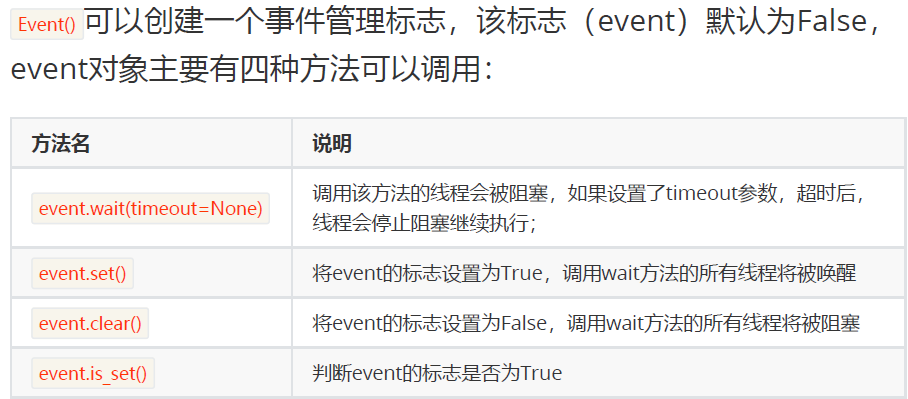 Event()可以创建一个事件管理标志，该标志（event）默认为False，
event对象主要有四种方法可以调用：
方法名 说明
event.wait(timeout=None) 调用该方法的线程会被阻塞，如果设置了timeout参数，超时后，
线程会停止阻塞继续执行；
event.set() 将event的标志设置为True，调用wait方法的所有线程将被唤醒
event.clear() 将event的标志设置为False，调用wait方法的所有线程将被阻塞
event.is_set() 判断event的标志是否为True